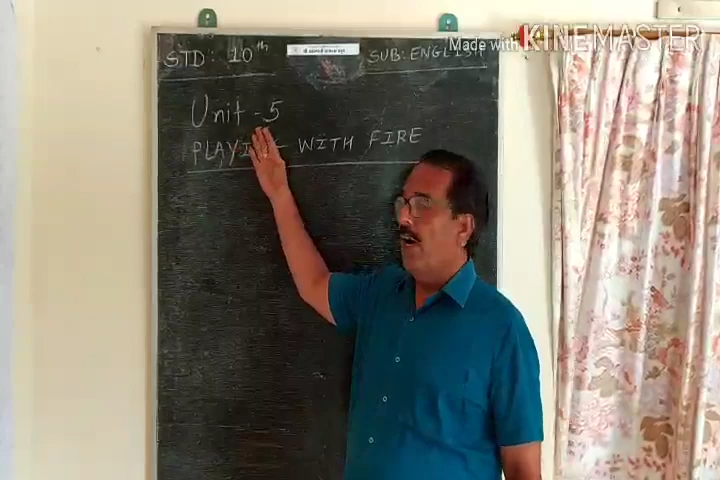 STD: 10th SUB: ENGLISH
Made with KINEMASTER
Unit - 5
WITH FIRE